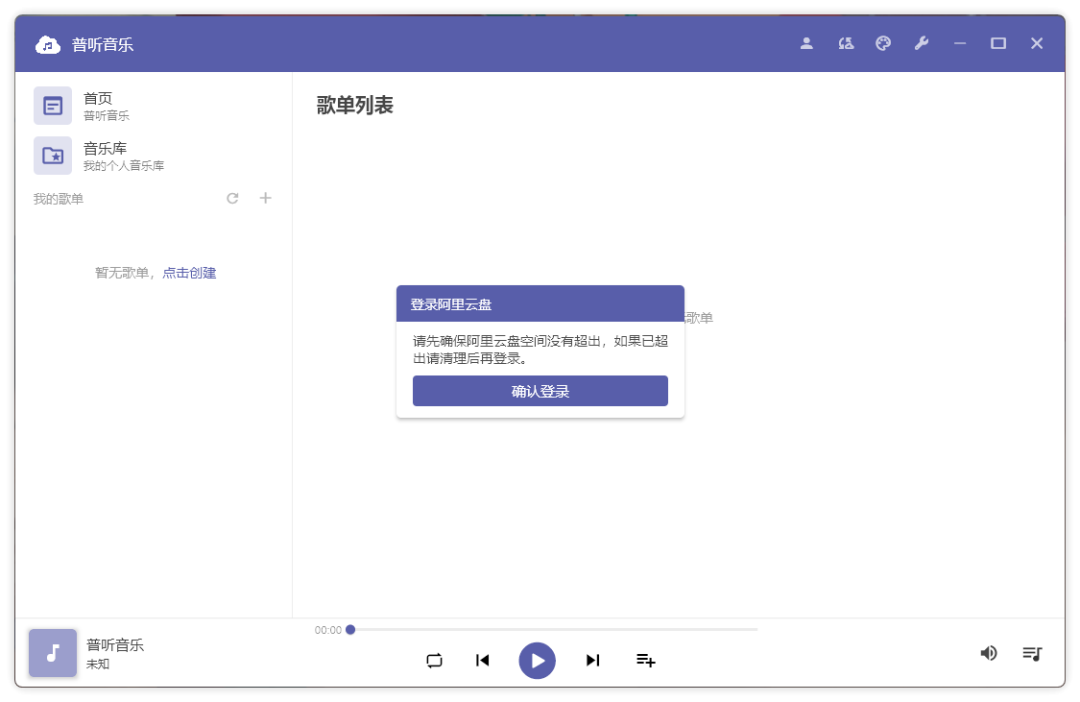 普听音乐
首页
普听音乐
音乐库
我的个人音乐库
我的歌单
暂无歌单，点击创建
歌单列表
歌单
登录阿里云盘
请先确保阿里云盘空间没有超出，如果已超
出请清理后再登录。
确认登录
普听音乐
未知
00:00